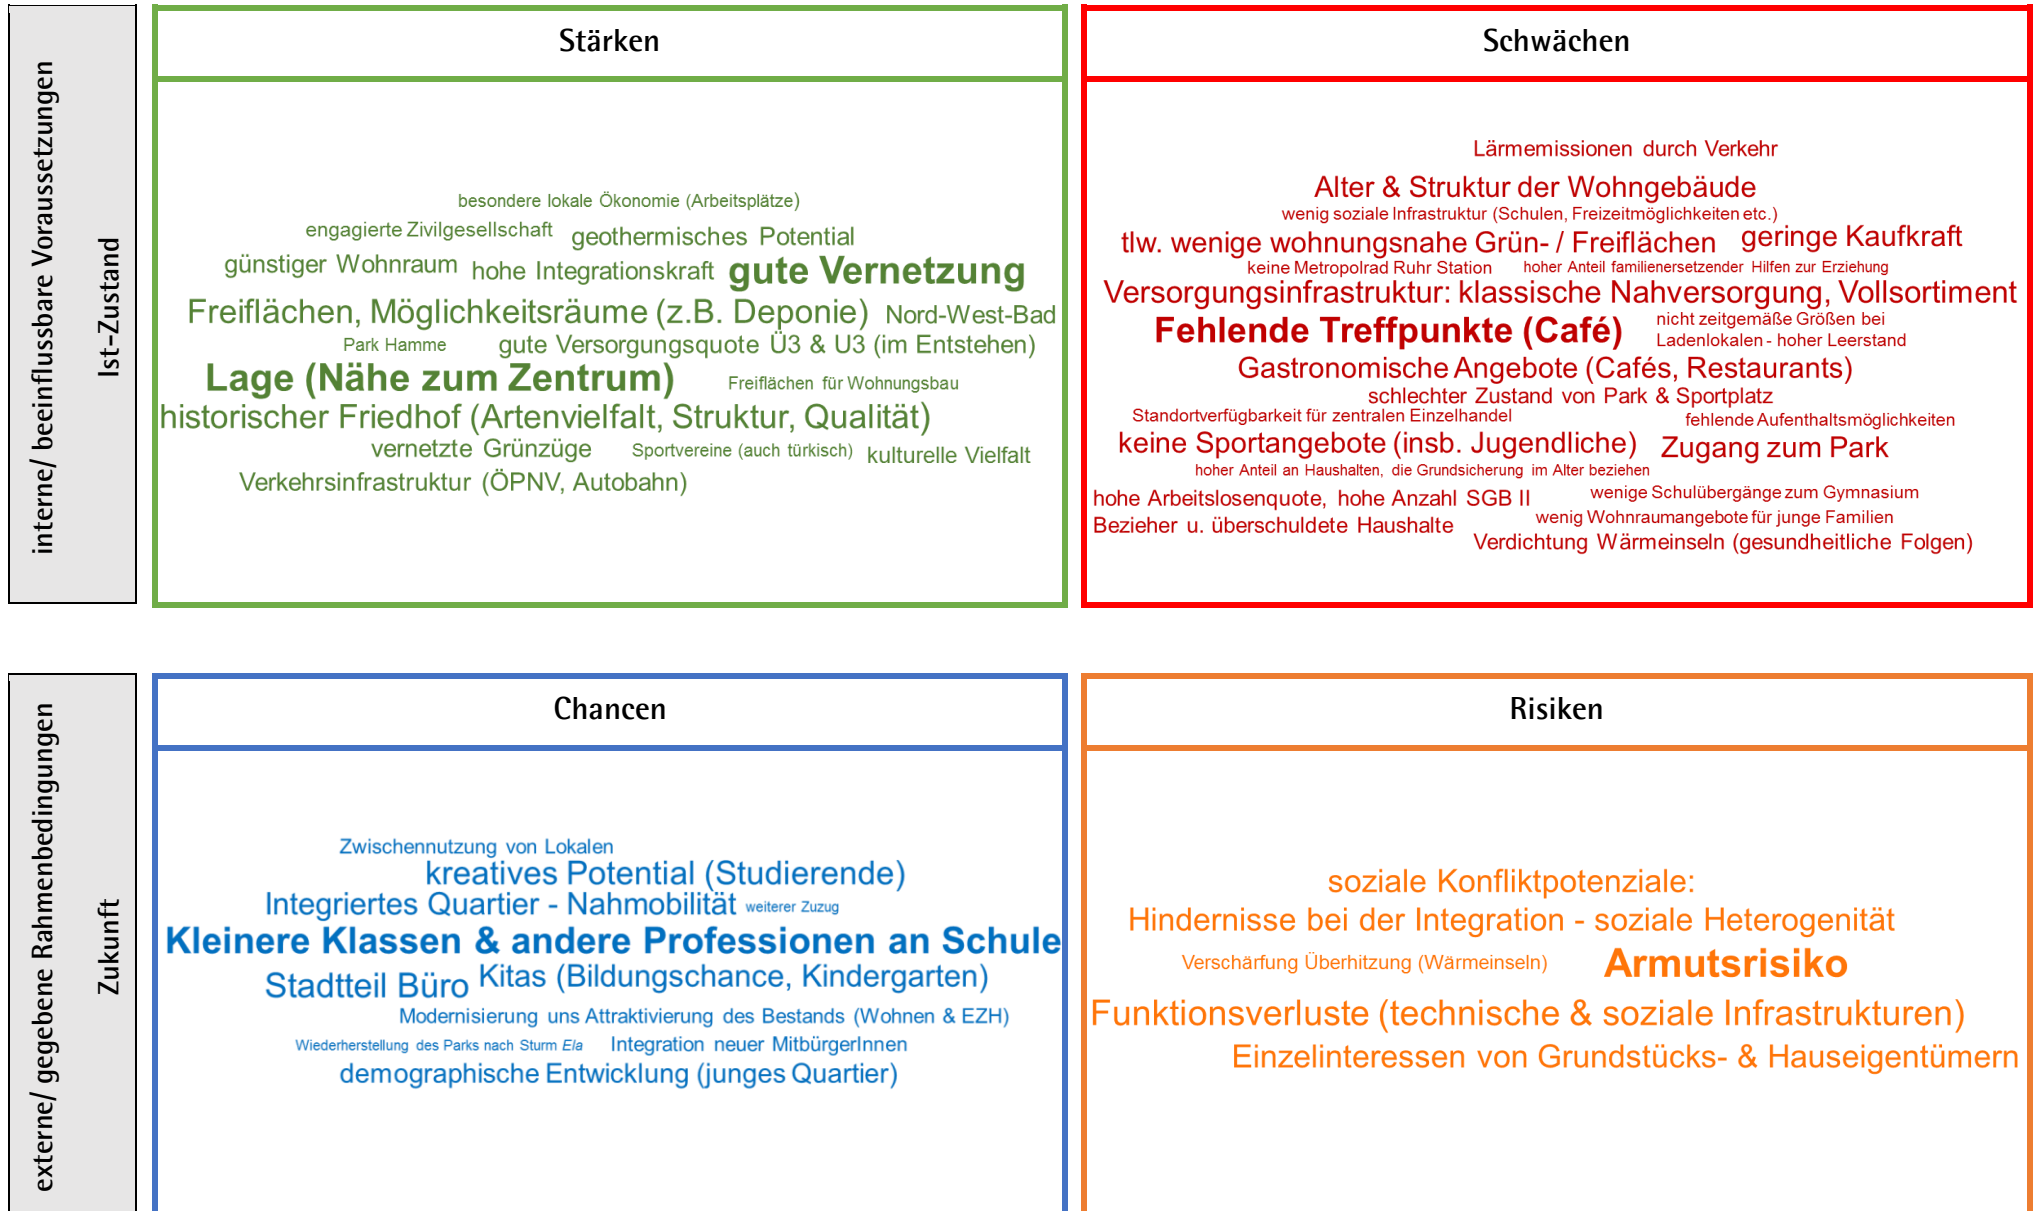 interne/ beeinflussbare Voraussetzungen
Ist-Zustand
Stärken
besondere lokale Ökonomie (Arbeitsplätze)
engagierte Zivilgesellschaft geothermisches Potential
günstiger Wohnraum hohe Integrationskraft gute Vernetzung
Freiflächen, Möglichkeitsräume (z.B. Deponie) Nord-West-Bad
Park Hamme gute Versorgungsquote Ü3 & U3 (im Entstehen)
Lage (Nähe zum Zentrum) Freiflächen für Wohnungsbau
historischer Friedhof (Artenvielfalt, Struktur, Qualität)
vernetzte Grünzüge Sportvereine (auch türkisch) kulturelle Vielfalt
Verkehrsinfrastruktur (ÖPNV, Autobahn)
Schwächen
Lärmemissionen durch Verkehr
Alter & Struktur der Wohngebäude
wenig soziale Infrastruktur (Schulen, Freizeitmöglichkeiten etc.)
tlw. wenige wohnungsnahe Grün- / Freiflächen geringe Kaufkraft
keine Metropolrad Ruhr Station hoher Anteil familienersetzender Hilfen zur Erziehung
Versorgungsinfrastruktur: klassische Nahversorgung, Vollsortiment
Fehlende Treffpunkte (Café) nicht zeitgemäße Größen bei
Ladenlokalen - hoher Leerstand
Gastronomische Angebote (Cafés, Restaurants)
schlechter Zustand von Park & Sportplatz
Standortverfügbarkeit für zentralen Einzelhandel fehlende Aufenthaltsmöglichkeiten
keine Sportangebote (insb. Jugendliche) Zugang zum Park
hoher Anteil an Haushalten, die Grundsicherung im Alter beziehen
hohe Arbeitslosenquote, hohe Anzahl SGB II wenige Schulübergänge zum Gymnasium
Bezieher u. überschuldete Haushalte wenig Wohnraumangebote für junge Familien
Verdichtung Wärmeinseln (gesundheitliche Folgen)
externe/ gegebene Rahmenbedingungen
Zukunft
Chancen
Zwischennutzung von Lokalen
kreatives Potential (Studierende)
Integriertes Quartier - Nahmobilität weiterer Zuzug
Kleinere Klassen & andere Professionen an Schule
Stadtteil Büro Kitas (Bildungschance, Kindergarten)
Modernisierung uns Attraktivierung des Bestands (Wohnen & EZH)
Wiederherstellung des Parks nach Sturm Ela Integration neuer MitbürgerInnen
demographische Entwicklung (junges Quartier)
Risiken
soziale Konfliktpotenziale:
Hindernisse bei der Integration - soziale Heterogenität
Verschärfung Überhitzung (Wärmeinseln) Armutsrisiko
Funktionsverluste (technische & soziale Infrastrukturen)
Einzelinteressen von Grundstücks- & Hauseigentümern